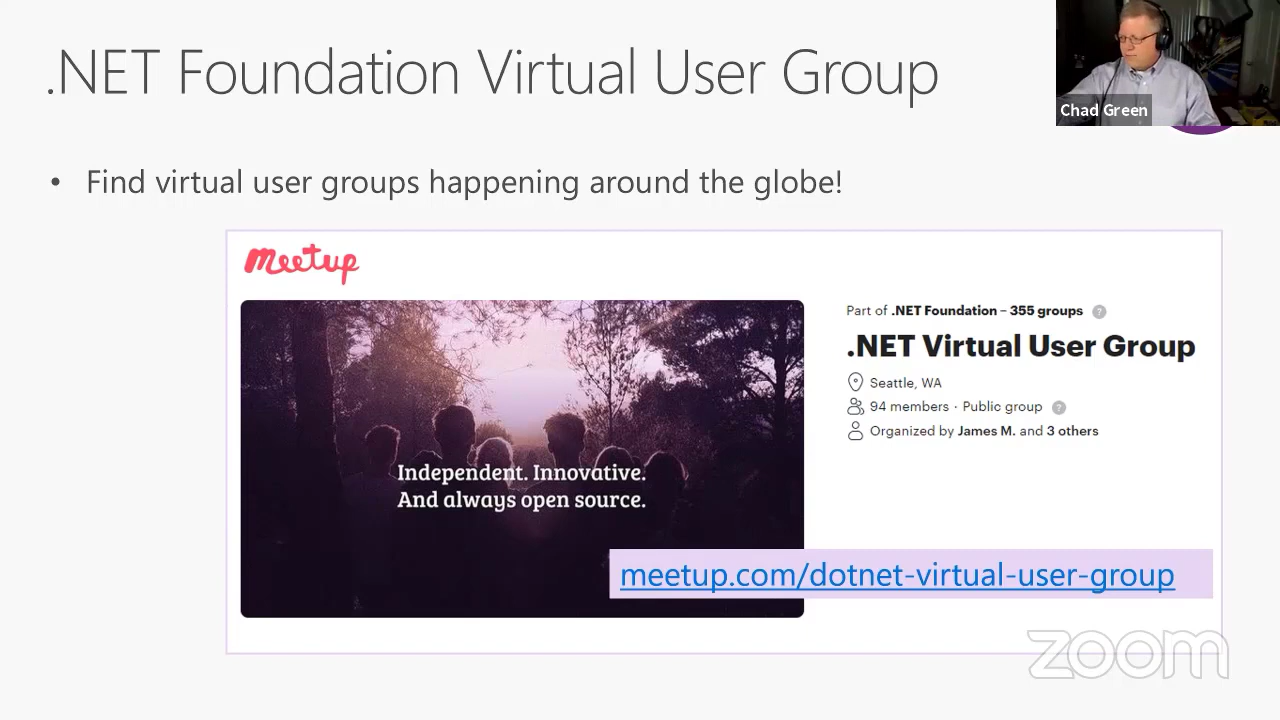 .NET Foundation Virtual User Group
Chad Green
• Find virtual user groups happening around the globe!
meetup
Part of .NET Foundation – 355 groups ?
.NET Virtual User Group
Seattle, WA
94 members · Public group ?
Organized by James M. and 3 others
Independent. Innovative.
And always open source.
meetup.com/dotnet-virtual-user-group
zoom